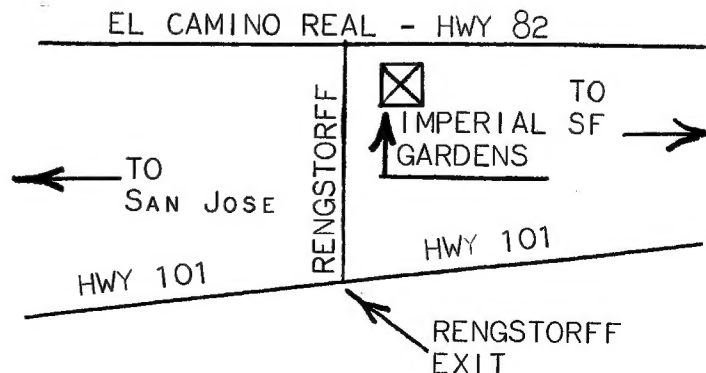 EL CAMINO REAL - HWY 82
RENGSTORFF
IMPERIAL
GARDENS
TO
SF
TO
SAN JOSE
HWY 101
HWY 101
RENGSTORFF
EXIT